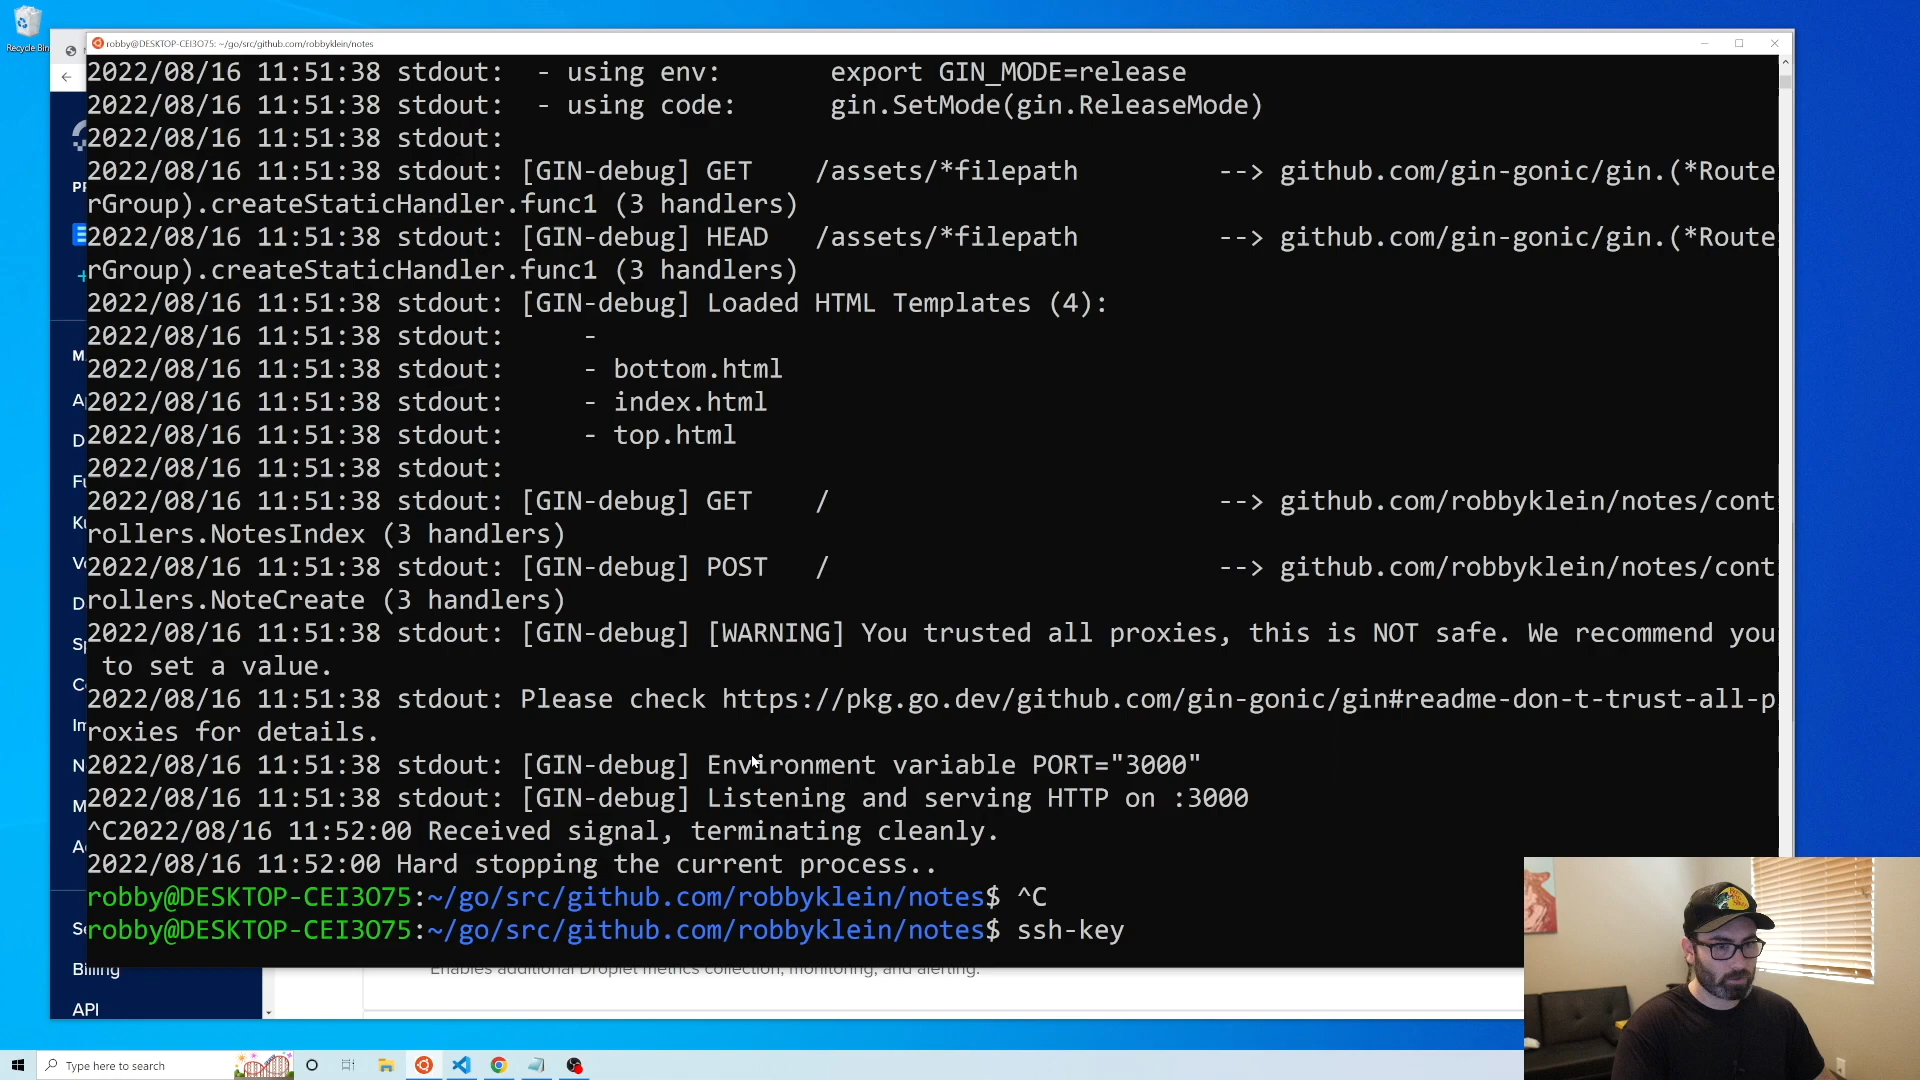 Recycle Bin
robby@DESKTOP-CEI3O75: ~/go/src/github.com/robbyklein/notes
2022/08/16 11:51:38 stdout:  - using env:       export GIN_MODE=release
2022/08/16 11:51:38 stdout:  - using code:      gin.SetMode(gin.ReleaseMode)
2022/08/16 11:51:38 stdout:
2022/08/16 11:51:38 stdout: [GIN-debug] GET    /assets/*filepath         --> github.com/gin-gonic/gin.(*Route
rGroup).createStaticHandler.func1 (3 handlers)
2022/08/16 11:51:38 stdout: [GIN-debug] HEAD   /assets/*filepath         --> github.com/gin-gonic/gin.(*Route
rGroup).createStaticHandler.func1 (3 handlers)
2022/08/16 11:51:38 stdout: [GIN-debug] Loaded HTML Templates (4):
2022/08/16 11:51:38 stdout:     -
2022/08/16 11:51:38 stdout:     - bottom.html
2022/08/16 11:51:38 stdout:     - index.html
2022/08/16 11:51:38 stdout:     - top.html
2022/08/16 11:51:38 stdout:
2022/08/16 11:51:38 stdout: [GIN-debug] GET    /                         --> github.com/robbyklein/notes/cont
rollers.NotesIndex (3 handlers)
2022/08/16 11:51:38 stdout: [GIN-debug] POST   /                         --> github.com/robbyklein/notes/cont
rollers.NoteCreate (3 handlers)
2022/08/16 11:51:38 stdout: [GIN-debug] [WARNING] You trusted all proxies, this is NOT safe. We recommend you
 to set a value.
2022/08/16 11:51:38 stdout: Please check https://pkg.go.dev/github.com/gin-gonic/gin#readme-don-t-trust-all-p
roxies for details.
2022/08/16 11:51:38 stdout: [GIN-debug] Environment variable PORT="3000"
2022/08/16 11:51:38 stdout: [GIN-debug] Listening and serving HTTP on :3000
^C2022/08/16 11:52:00 Received signal, terminating cleanly.
2022/08/16 11:52:00 Hard stopping the current process..
robby@DESKTOP-CEI3O75:~/go/src/github.com/robbyklein/notes$ ^C
robby@DESKTOP-CEI3O75:~/go/src/github.com/robbyklein/notes$ ssh-key
Billing
Enables additional Droplet metrics collection, monitoring, and alerting.
API
Type here to search